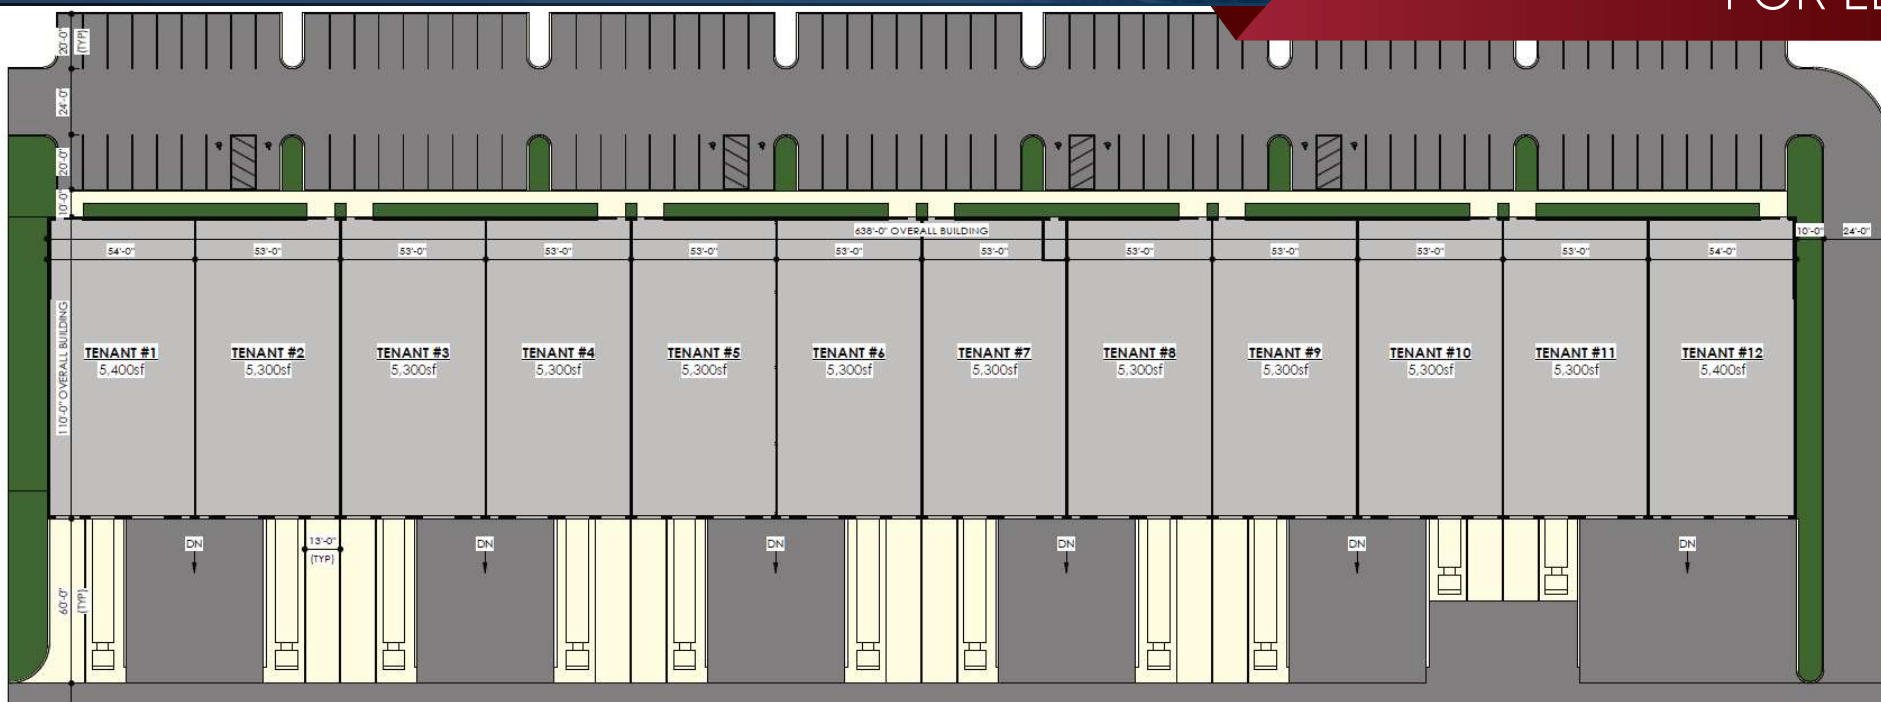 FOR LE
20'-0"
(TYP)
24'-0"
20'-0"
10'-0"
638'-0" OVERALL BUILDING
10'-0" 24'-0"
54'-0" 53'-0" 53'-0" 53'-0" 53'-0" 53'-0" 53'-0" 53'-0" 53'-0" 53'-0" 53'-0" 54'-0"
110'-0" OVERALL BUILDING
TENANT #1 TENANT #2 TENANT #3 TENANT #4 TENANT #5 TENANT #6 TENANT #7 TENANT #8 TENANT #9 TENANT #10 TENANT #11 TENANT #12
5,400sf 5,300sf 5,300sf 5,300sf 5,300sf 5,300sf 5,300sf 5,300sf 5,300sf 5,300sf 5,300sf 5,400sf
DN 13'-0" DN DN DN DN DN
(TYP)
60'-0"
(TYP)